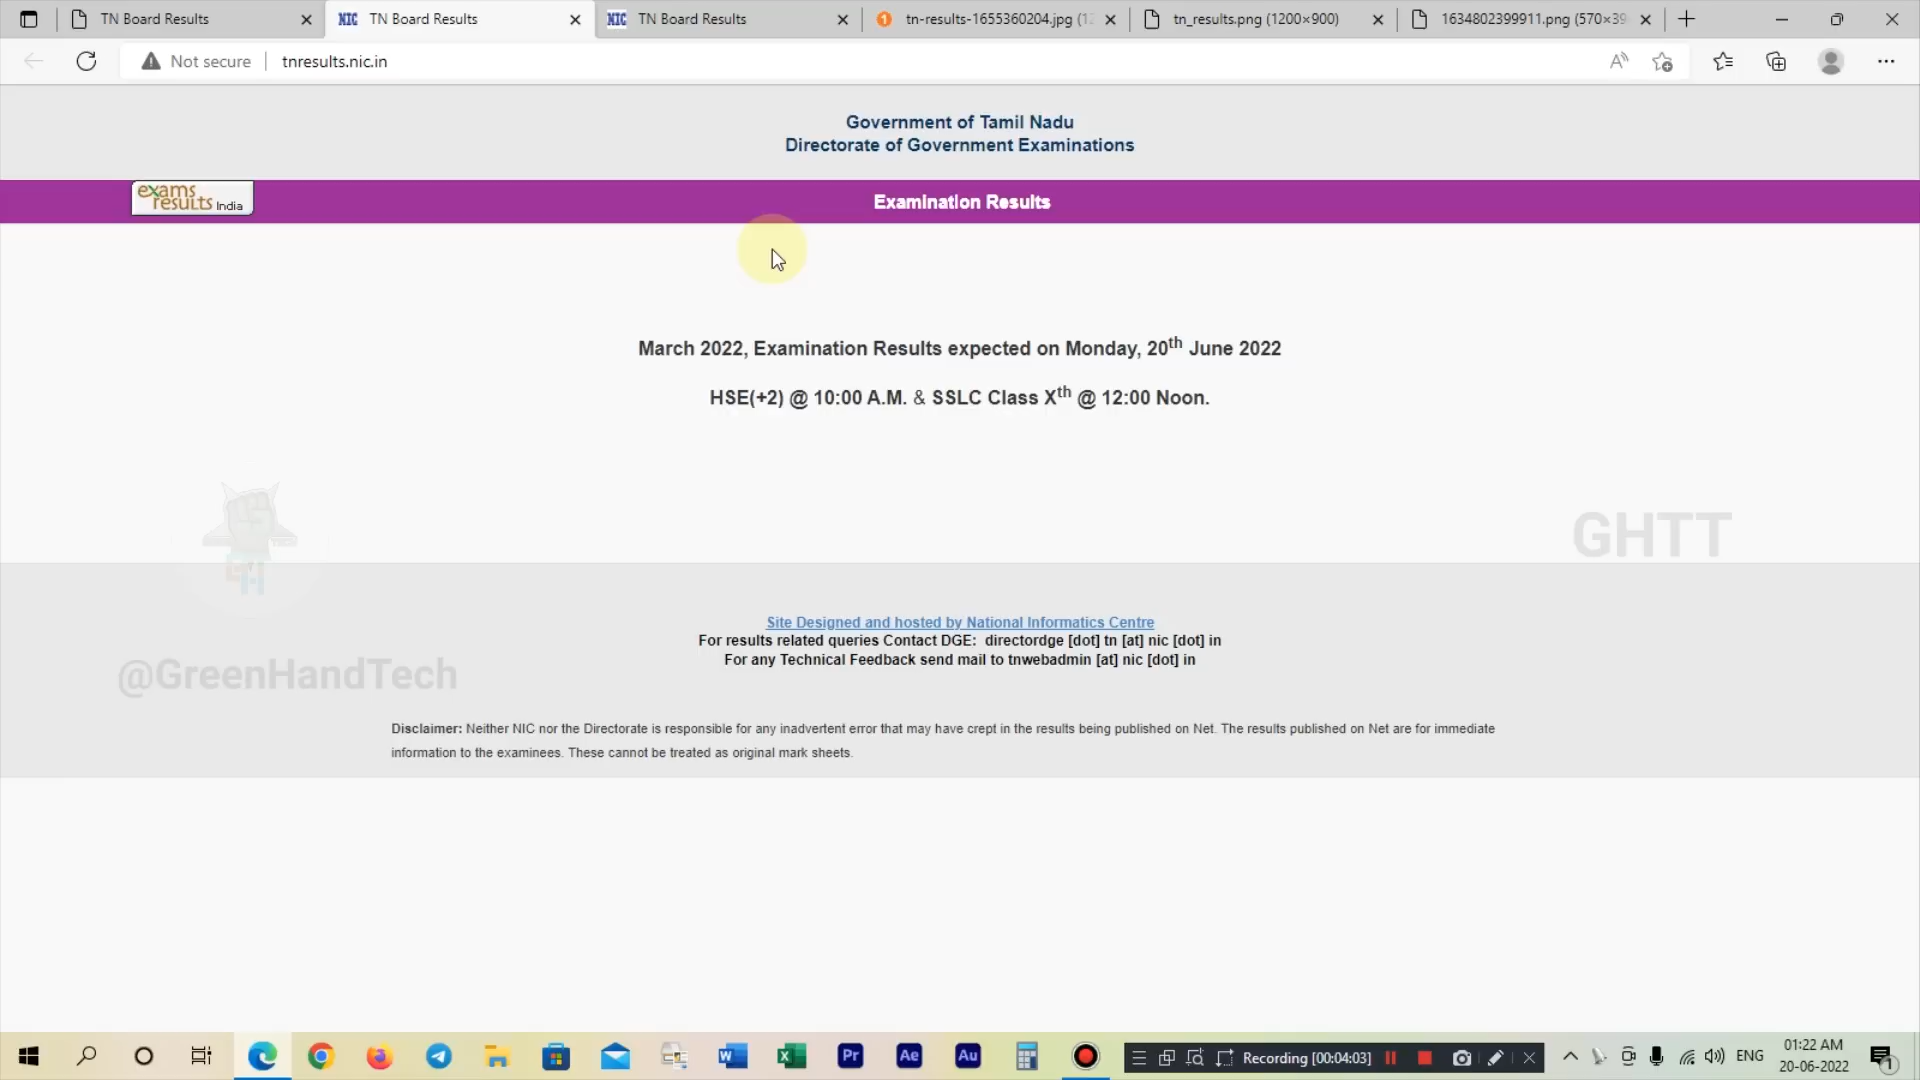 TN Board Results
TN Board Results
TN Board Results
tn-results-1655360204.jpg (12
tn_results.png (1200×900)
1634802399911.png (570×39
Not secure
tnresults.nic.in
Government of Tamil Nadu
Directorate of Government Examinations
exams
results India
Examination Results
March 2022, Examination Results expected on Monday, 20th June 2022
HSE(+2) @ 10:00 A.M. & SSLC Class Xth @ 12:00 Noon.
GHTT
Site Designed and hosted by National Informatics Centre
For results related queries Contact DGE: directordge [dot] tn [at] nic [dot] in
For any Technical Feedback send mail to tnwebadmin [at] nic [dot] in
@GreenHandTech
Disclaimer: Neither NIC nor the Directorate is responsible for any inadvertent error that may have crept in the results being published on Net. The results published on Net are for immediate
information to the examinees. These cannot be treated as original mark sheets.
Recording [00:04:03]
ENG
01:22 AM
20-06-2022